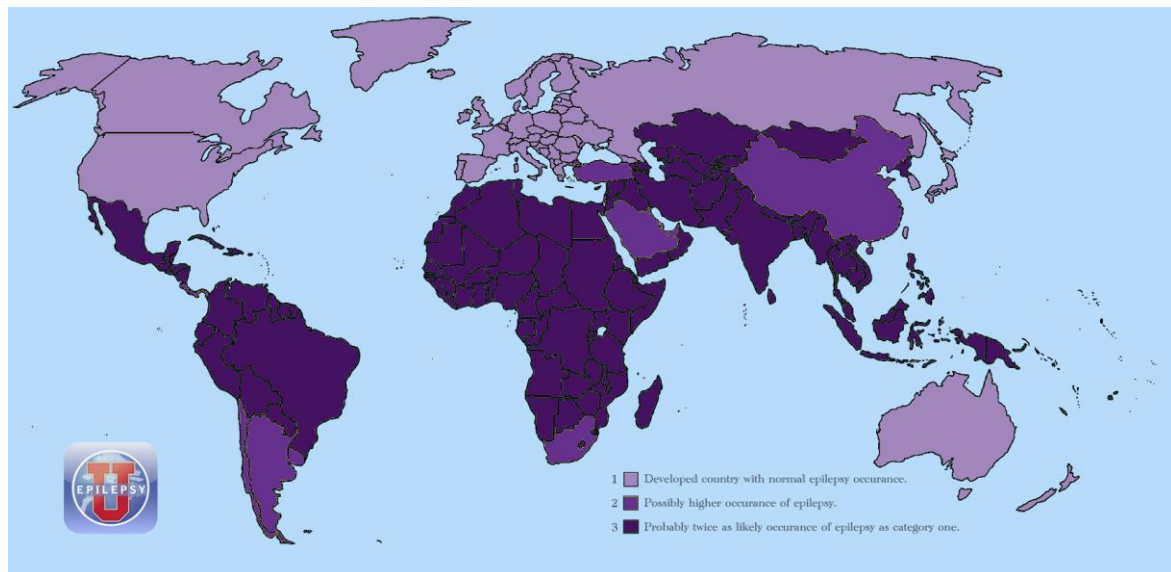 U
EPILEPSY
1 Developed country with normal epilepsy occurance.
2 Possibly higher occurance of epilepsy.
3 Probably twice as likely occurance of epilepsy as category one.